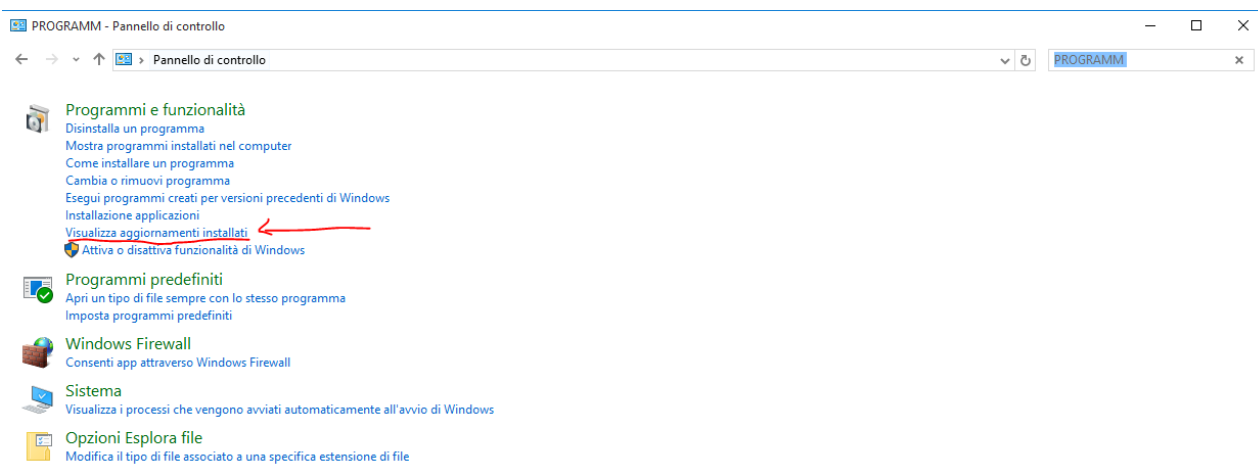 PROGRAMM - Pannello di controllo
Pannello di controllo
PROGRAMM
Programmi e funzionalità
Disinstalla un programma
Mostra programmi installati nel computer
Come installare un programma
Cambia o rimuovi programma
Esegui programmi creati per versioni precedenti di Windows
Installazione applicazioni
Visualizza aggiornamenti installati
Attiva o disattiva funzionalità di Windows
Programmi predefiniti
Apri un tipo di file sempre con lo stesso programma
Imposta programmi predefiniti
Windows Firewall
Consenti app attraverso Windows Firewall
Sistema
Visualizza i processi che vengono avviati automaticamente all'avvio di Windows
Opzioni Esplora file
Modifica il tipo di file associato a una specifica estensione di file